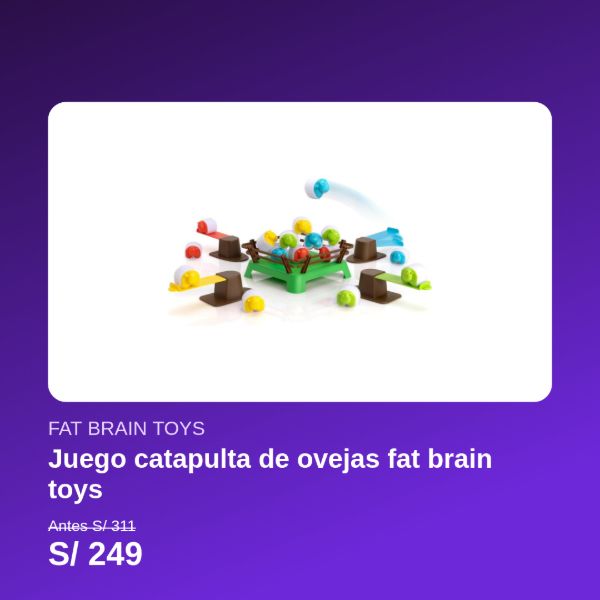 FAT BRAIN TOYS
Juego catapulta de ovejas fat brain
toys
Antes S/ 311
S/ 249